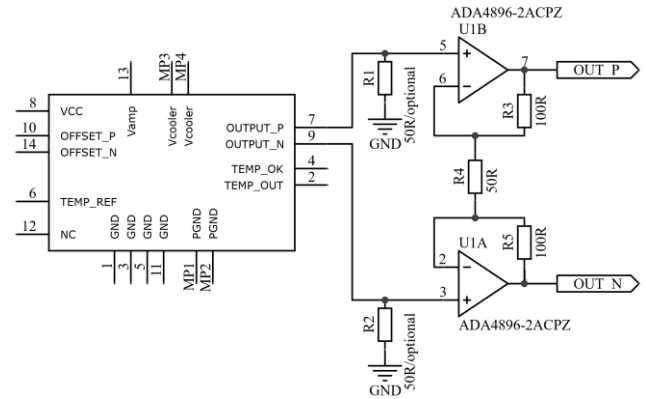 ADA4896-2ACPZ
U1B
MP3
MP4
13
R1
50R/optional
5
+
7
OUT_P
8
VCC
Vamp
Vcooler
Vcooler
6
−
R3
100R
10
OFFSET_P
OUTPUT_P
7
GND
14
OFFSET_N
OUTPUT_N
9
TEMP_OK
4
R4
50R
TEMP_OUT
2
6
TEMP_REF
GND
GND
GND
GND
PGND
PGND
12
NC
U1A
R5
100R
1
3
5
11
MP1
MP2
2
−
3
+
OUT_N
R2
50R/optional
ADA4896-2ACPZ
GND